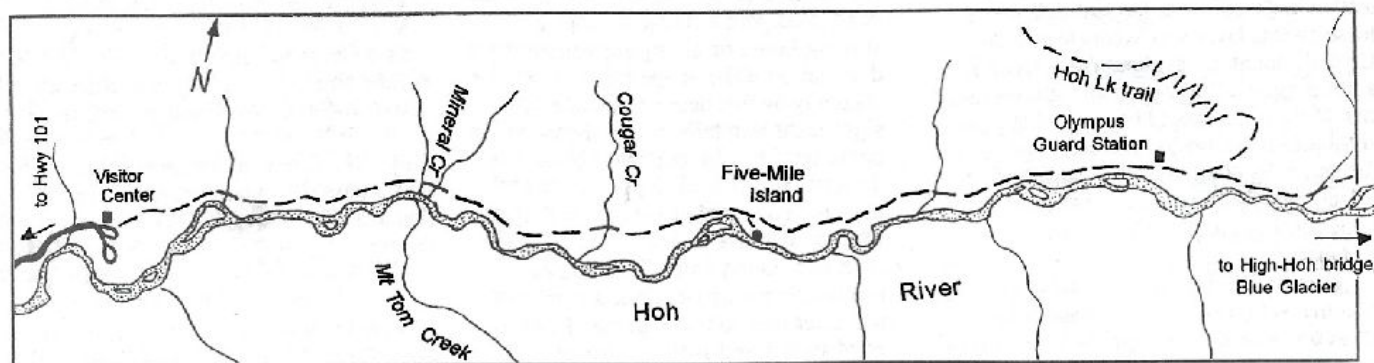 N
to Hwy 101
Visitor
Center
Mineral Cr
Mt Tom Creek
Cougar Cr
Hoh
Five-Mile
island
River
Hoh Lk trail
Olympus
Guard Station
to High-Hoh bridge,
Blue Glacier